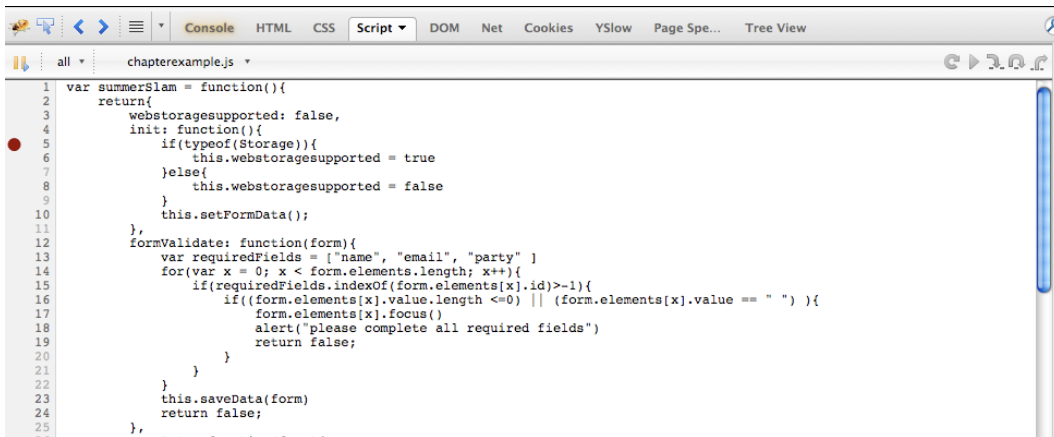 Console HTML CSS Script DOM Net Cookies YSlow Page Spe... Tree View
all chapterexample.js
1 var summerSlam = function(){
2     return{
3         webstoragesupported: false,
4         init: function(){
5             if(typeof(Storage)){
6                 this.webstoragesupported = true
7             }else{
8                 this.webstoragesupported = false
9             }
10             this.setFormData();
11         },
12         formValidate: function(form){
13             var requiredFields = ["name", "email", "party" ]
14             for(var x = 0; x < form.elements.length; x++){
15                 if(requiredFields.indexOf(form.elements[x].id)>-1){
16                     if((form.elements[x].value.length <=0) || (form.elements[x].value == " ") ){
17                         form.elements[x].focus()
18                         alert("please complete all required fields")
19                         return false;
20                     }
21                 }
22             }
23             this.saveData(form)
24             return false;
25         },